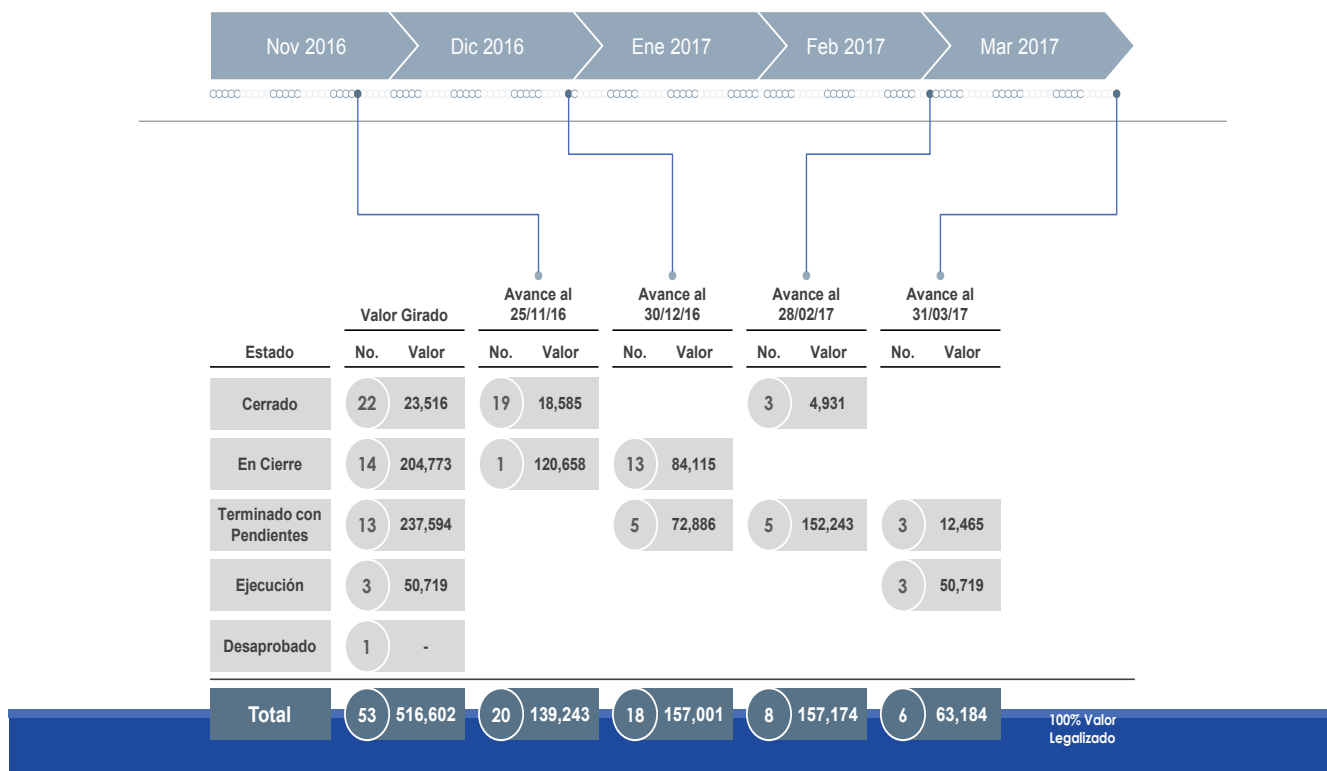 Nov 2016 Dic 2016 Ene 2017 Feb 2017 Mar 2017
Valor Girado
Avance al
25/11/16
Avance al
30/12/16
Avance al
28/02/17
Avance al
31/03/17
Estado No. Valor No. Valor No. Valor No. Valor No. Valor
Cerrado 22 23,516 19 18,585 3 4,931
En Cierre 14 204,773 1 120,658 13 84,115
Terminado con
Pendientes
13 237,594 5 72,886 5 152,243 3 12,465
Ejecución 3 50,719 3 50,719
Desaprobado 1 -
Total 53 516,602 20 139,243 18 157,001 8 157,174 6 63,184
100% Valor
Legalizado